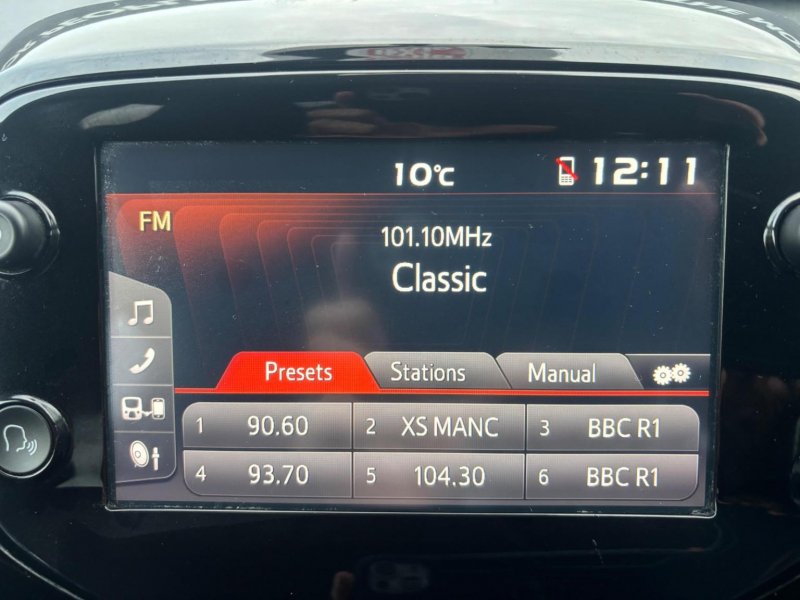 10°C 12:11
FM
101.10MHz
Classic
Presets Stations Manual
1 90.60 2 XS MANC 3 BBC R1
4 93.70 5 104.30 6 BBC R1